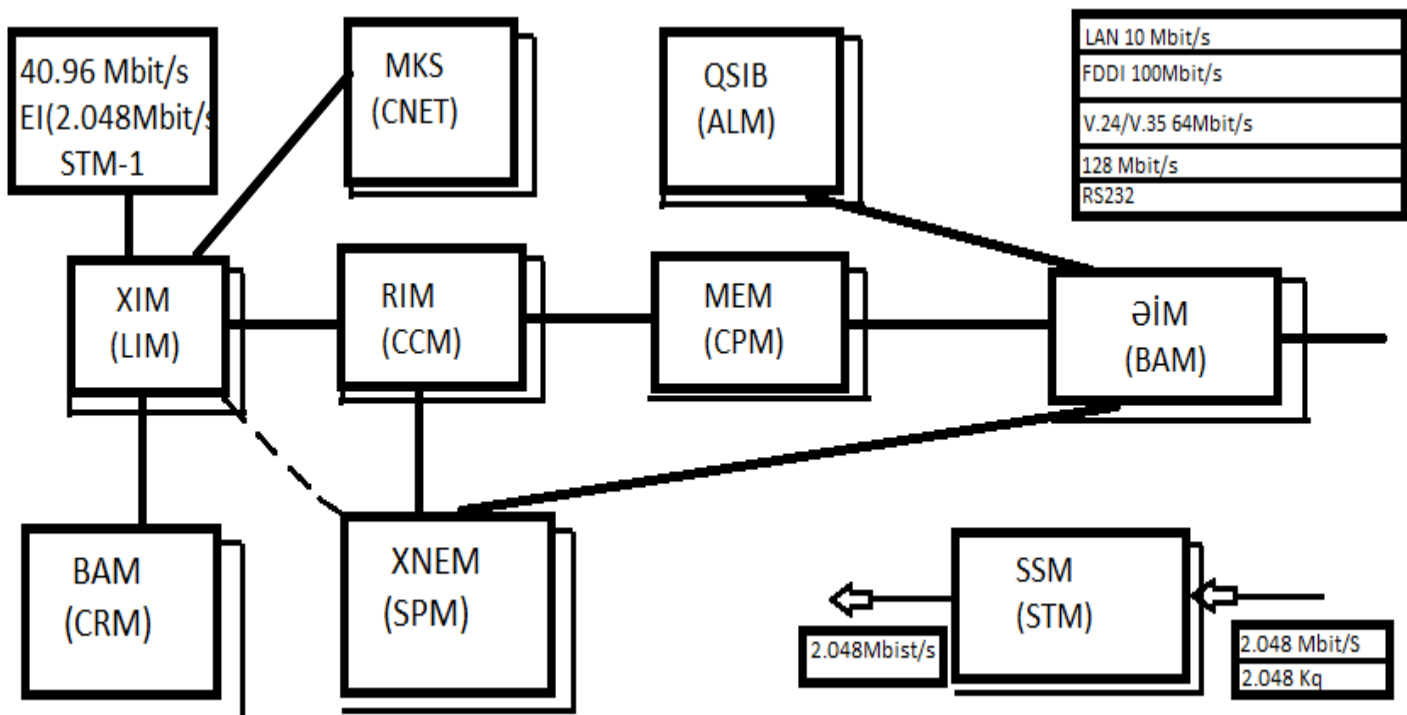 40.96 Mbit/s
EI(2.048Mbit/s
STM-1
MKS
(CNET)
QSIB
(ALM)
LAN 10 Mbit/s
FDDI 100Mbit/s
V.24/V.35 64Mbit/s
128 Mbit/s
RS232
XIM
(LIM)
RIM
(CCM)
MEM
(CPM)
ƏİM
(BAM)
BAM
(CRM)
XNEM
(SPM)
SSM
(STM)
2.048Mbist/s
2.048 Mbit/S
2.048 Kq